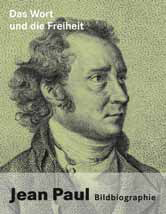 Das Wort
und die Freiheit
Jean Paul Bildbiographie